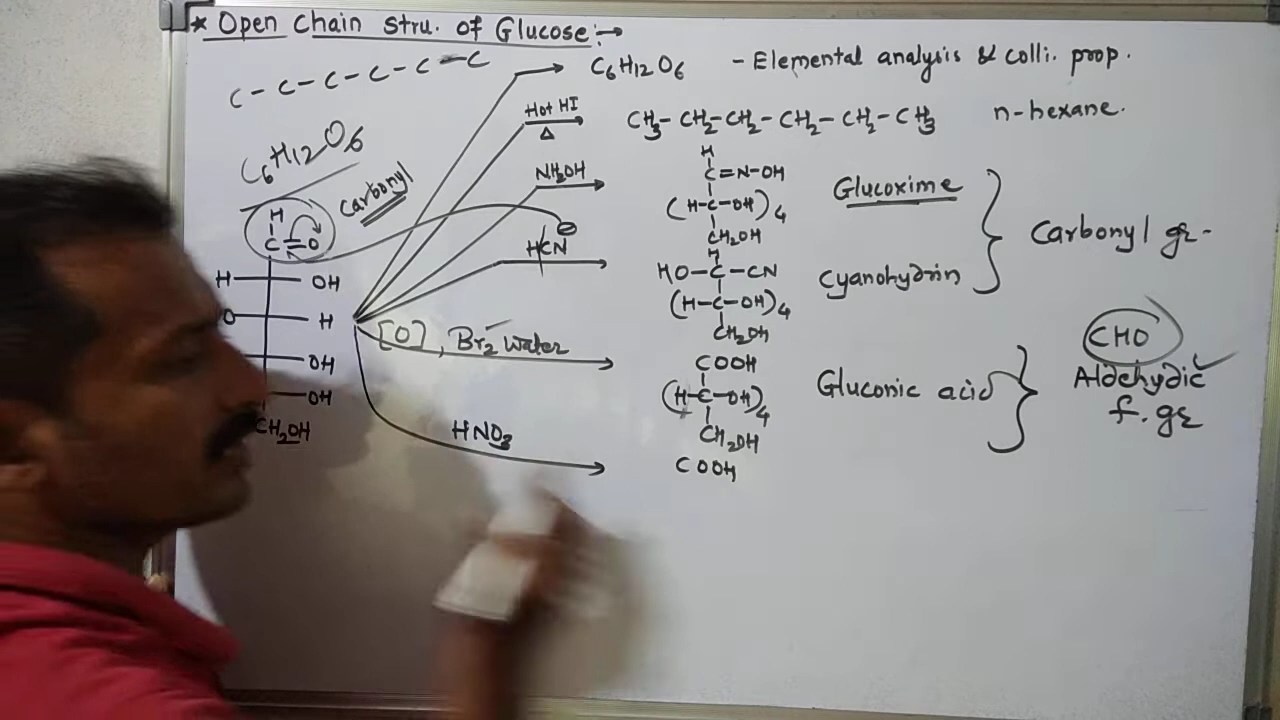 * Open Chain Stru. of Glucose :→
C - C - C - C - C - C
C6H12O6 - Elemental analysis & colli. prop.
Hot HI
Δ
CH3 - CH2 - CH2 - CH2 - CH2 - CH3 n-hexane.
C6H12O6
Carbonyl
H
C=O
H OH
O H
OH
OH
CH2OH
NH2OH
H
C=N-OH
(H-C-OH)4
CH2OH
Glucoxime
HCN
⊖
H
HO-C-CN
(H-C-OH)4
CH2OH
Cyanohydrin
Carbonyl gr.
[O], Br2 water
COOH
(H-C-OH)4
CH2OH
Gluconic acid
CHO
Aldehydic
f. gr
HNO3
COOH